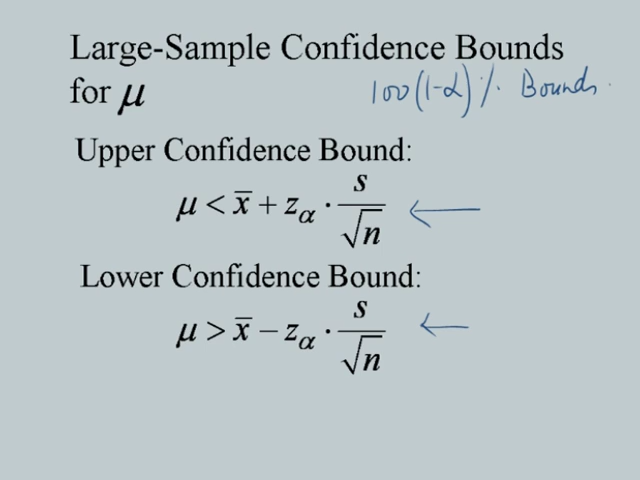 Large-Sample Confidence Bounds
for μ
100(1-α)% Bounds.
Upper Confidence Bound:
μ < x̄ + z_α · s/√n
Lower Confidence Bound:
μ > x̄ − z_α · s/√n